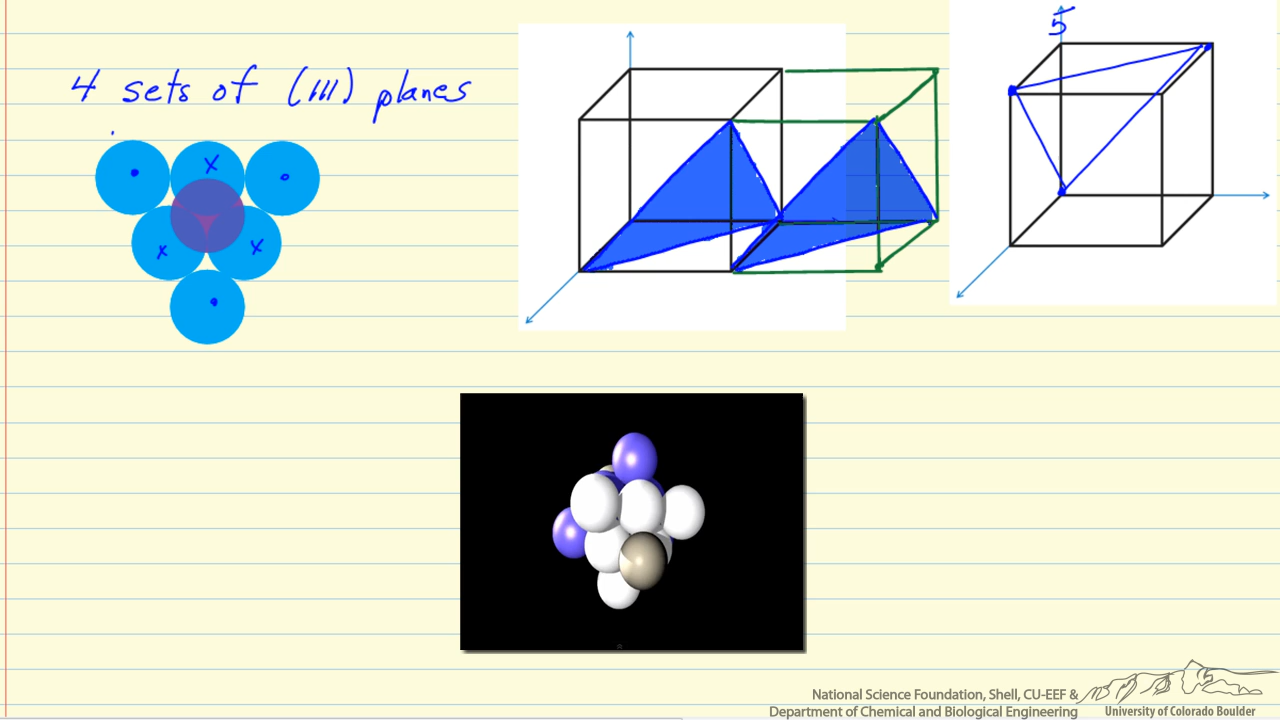 4 sets of (111) planes
5
x
x
x
National Science Foundation, Shell, CU-EEF &
Department of Chemical and Biological Engineering
University of Colorado Boulder